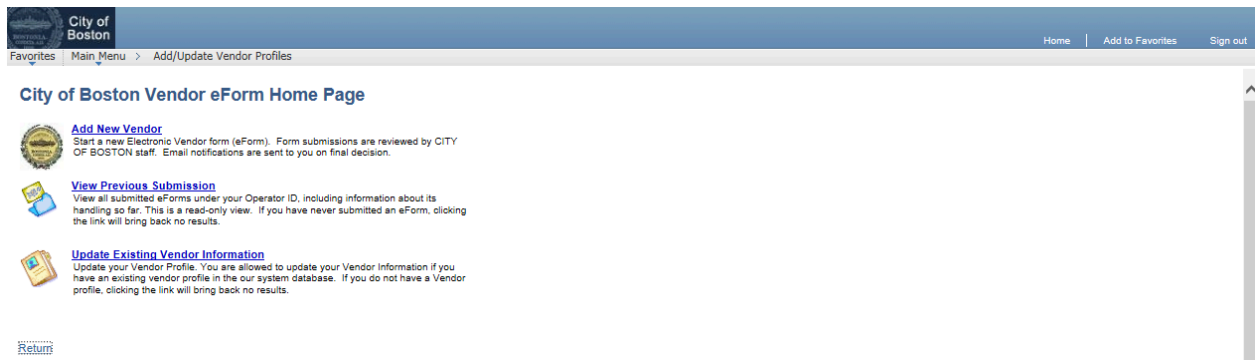 City of
Boston
Home | Add to Favorites Sign out
Favorites Main Menu > Add/Update Vendor Profiles
City of Boston Vendor eForm Home Page
Add New Vendor
Start a new Electronic Vendor form (eForm). Form submissions are reviewed by CITY
OF BOSTON staff. Email notifications are sent to you on final decision.
View Previous Submission
View all submitted eForms under your Operator ID, including information about its
handling so far. This is a read-only view. If you have never submitted an eForm, clicking
the link will bring back no results.
Update Existing Vendor Information
Update your Vendor Profile. You are allowed to update your Vendor Information if you
have an existing vendor profile in the our system database. If you do not have a Vendor
profile, clicking the link will bring back no results.
Return